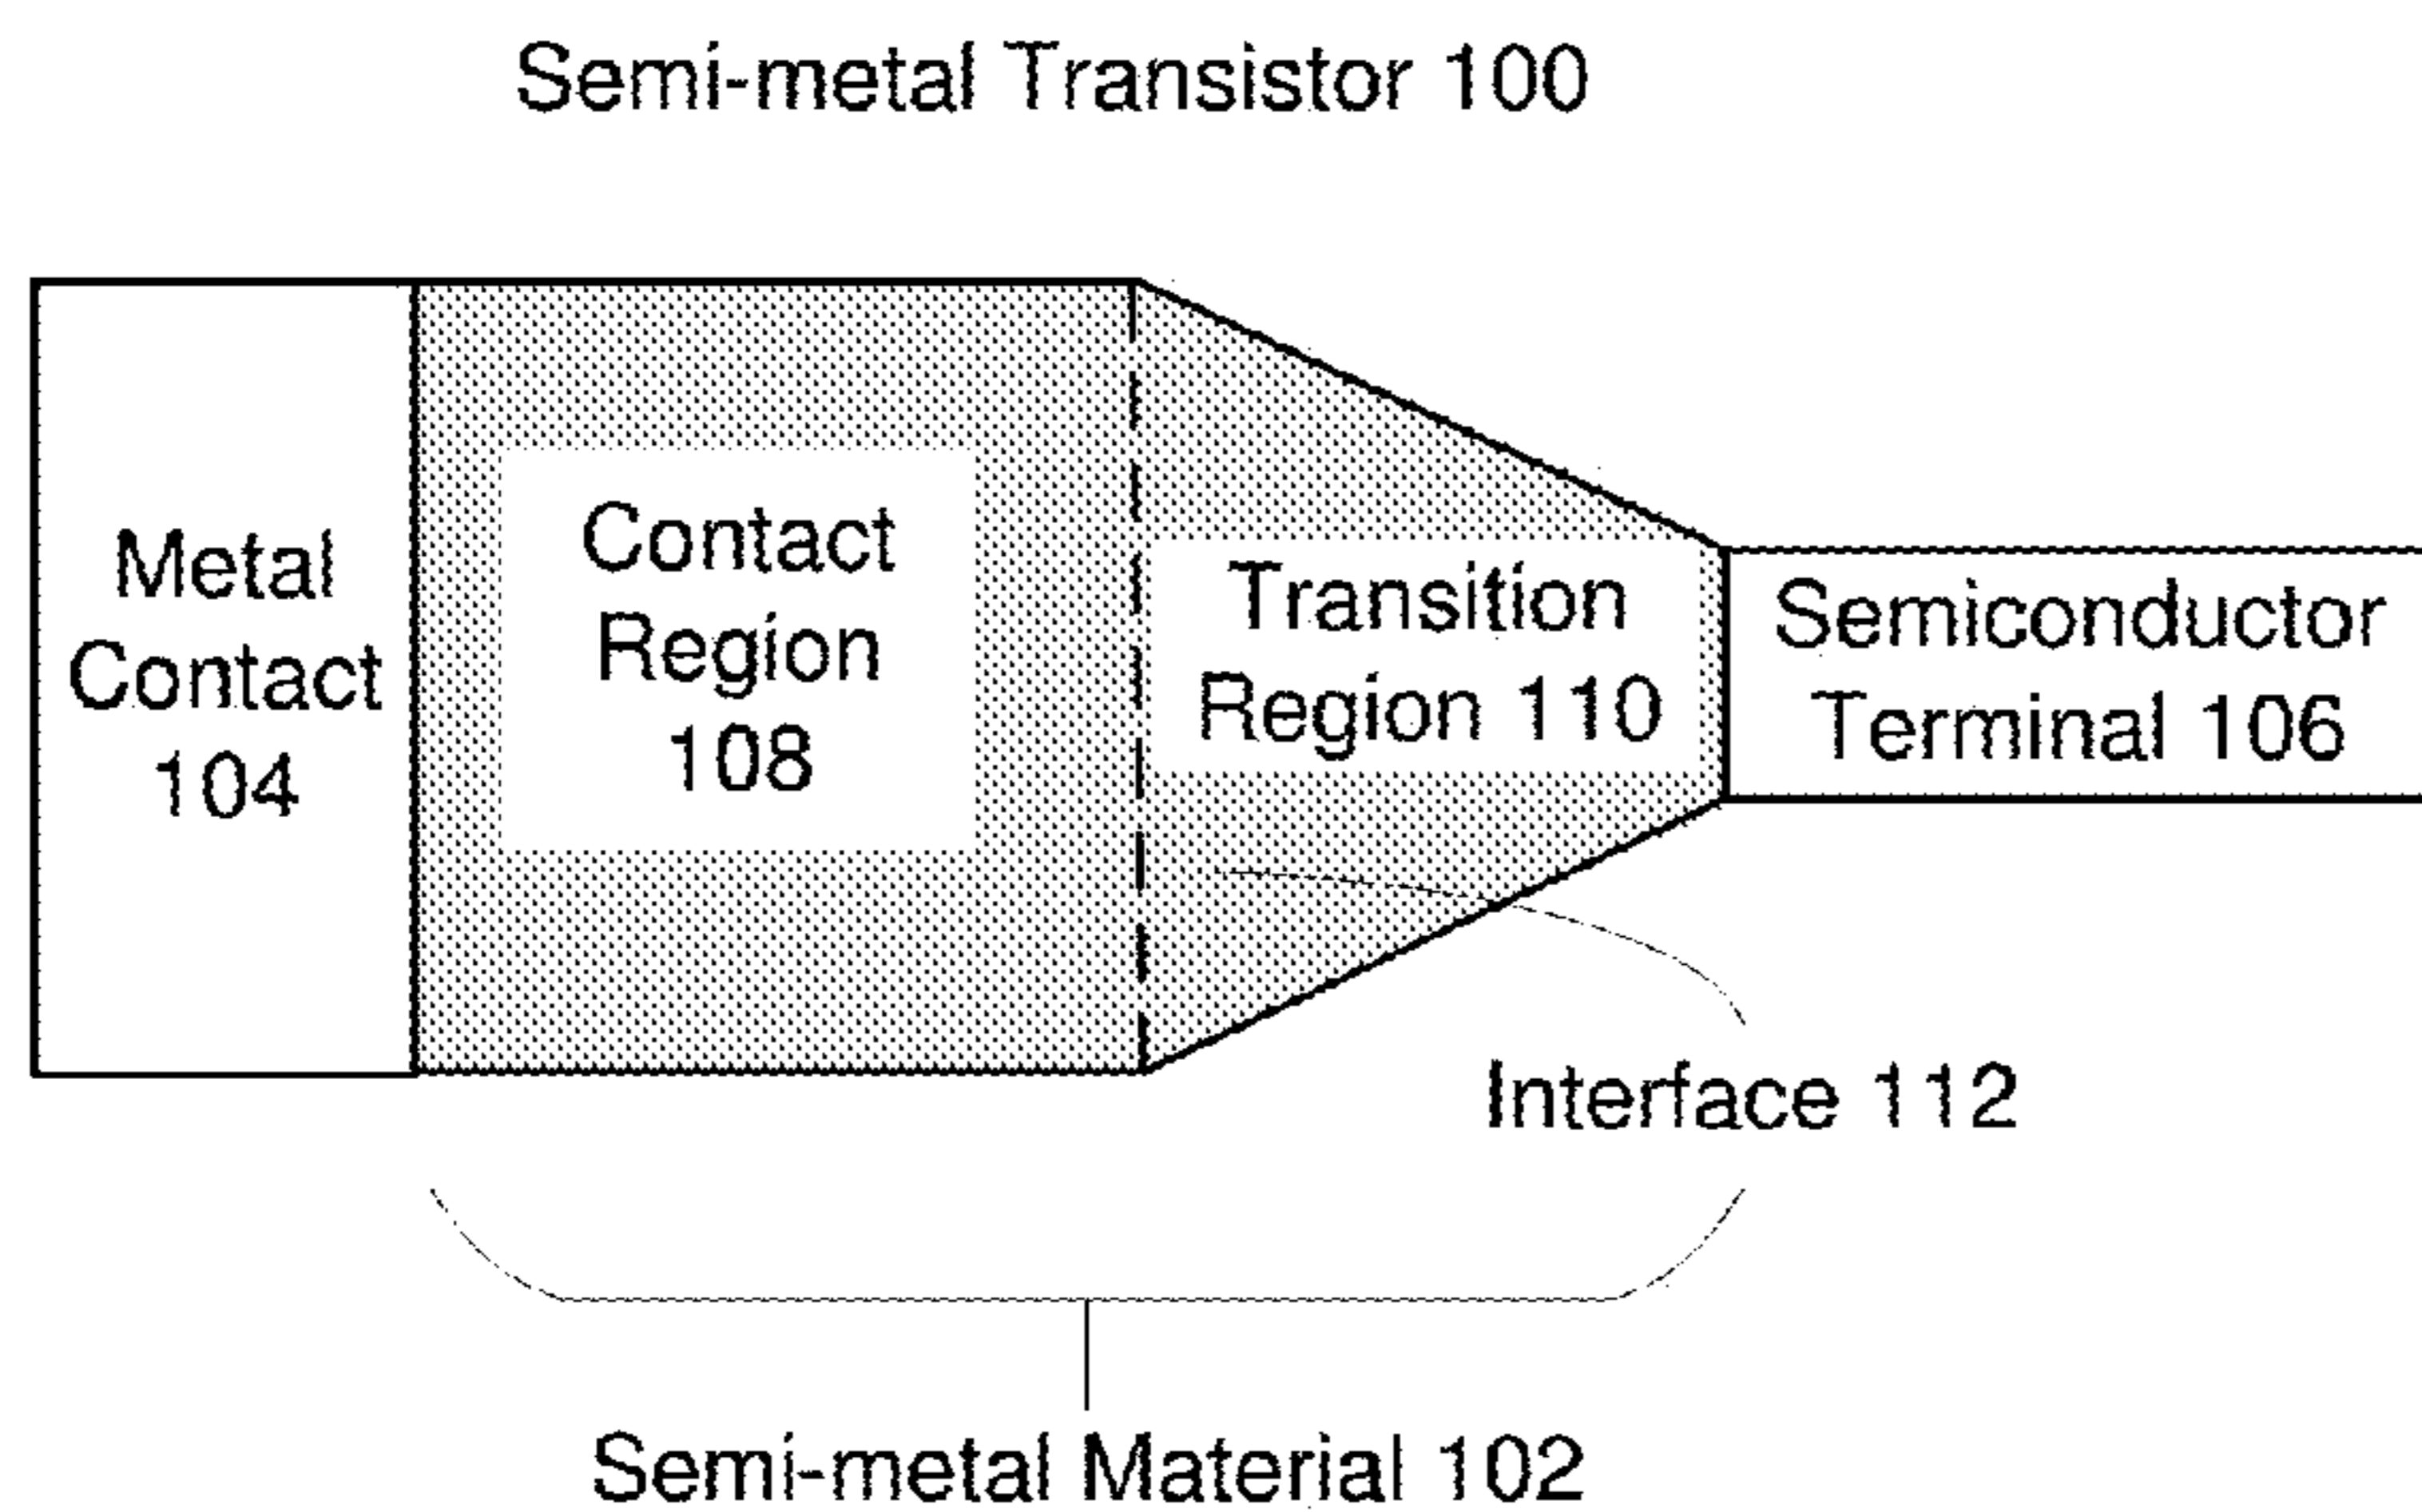 Semi-metal Transistor 100
Metal
Contact
104
Contact
Region
108
Transition
Region 110
Semiconductor
Terminal 106
Interface 112
Semi-metal Material 102